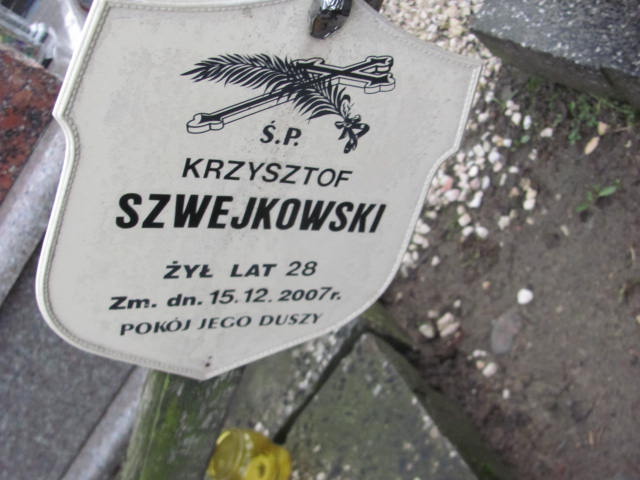 Ś.P.
KRZYSZTOF
SZWEJKOWSKI
ŻYŁ LAT 28
Zm. dn. 15.12.2007r.
POKÓJ JEGO DUSZY